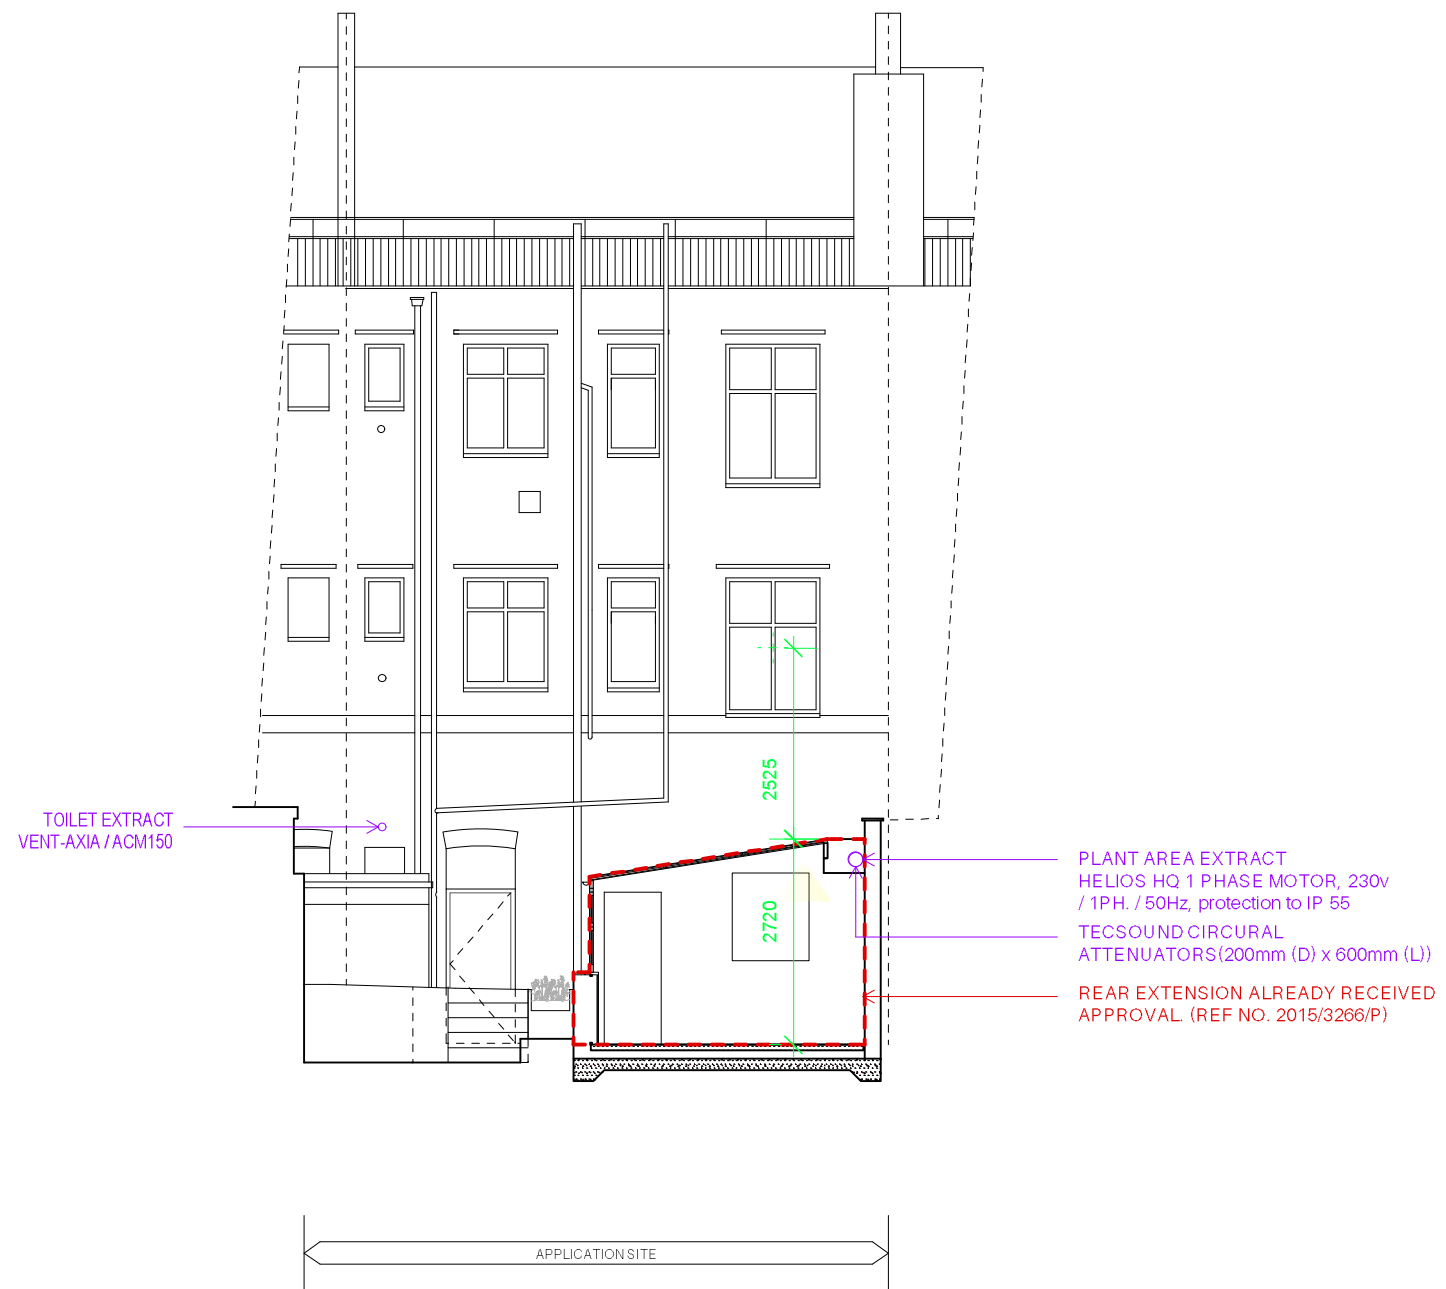 2525
TOILET EXTRACT
VENT-AXIA / ACM150
2720
PLANT AREA EXTRACT
HELIOS HQ 1 PHASE MOTOR, 230v
/ 1PH. / 50Hz, protection to IP 55
TECSOUND CIRCURAL
ATTENUATORS(200mm (D) x 600mm (L))
REAR EXTENSION ALREADY RECEIVED
APPROVAL. (REF NO. 2015/3266/P)
APPLICATION SITE